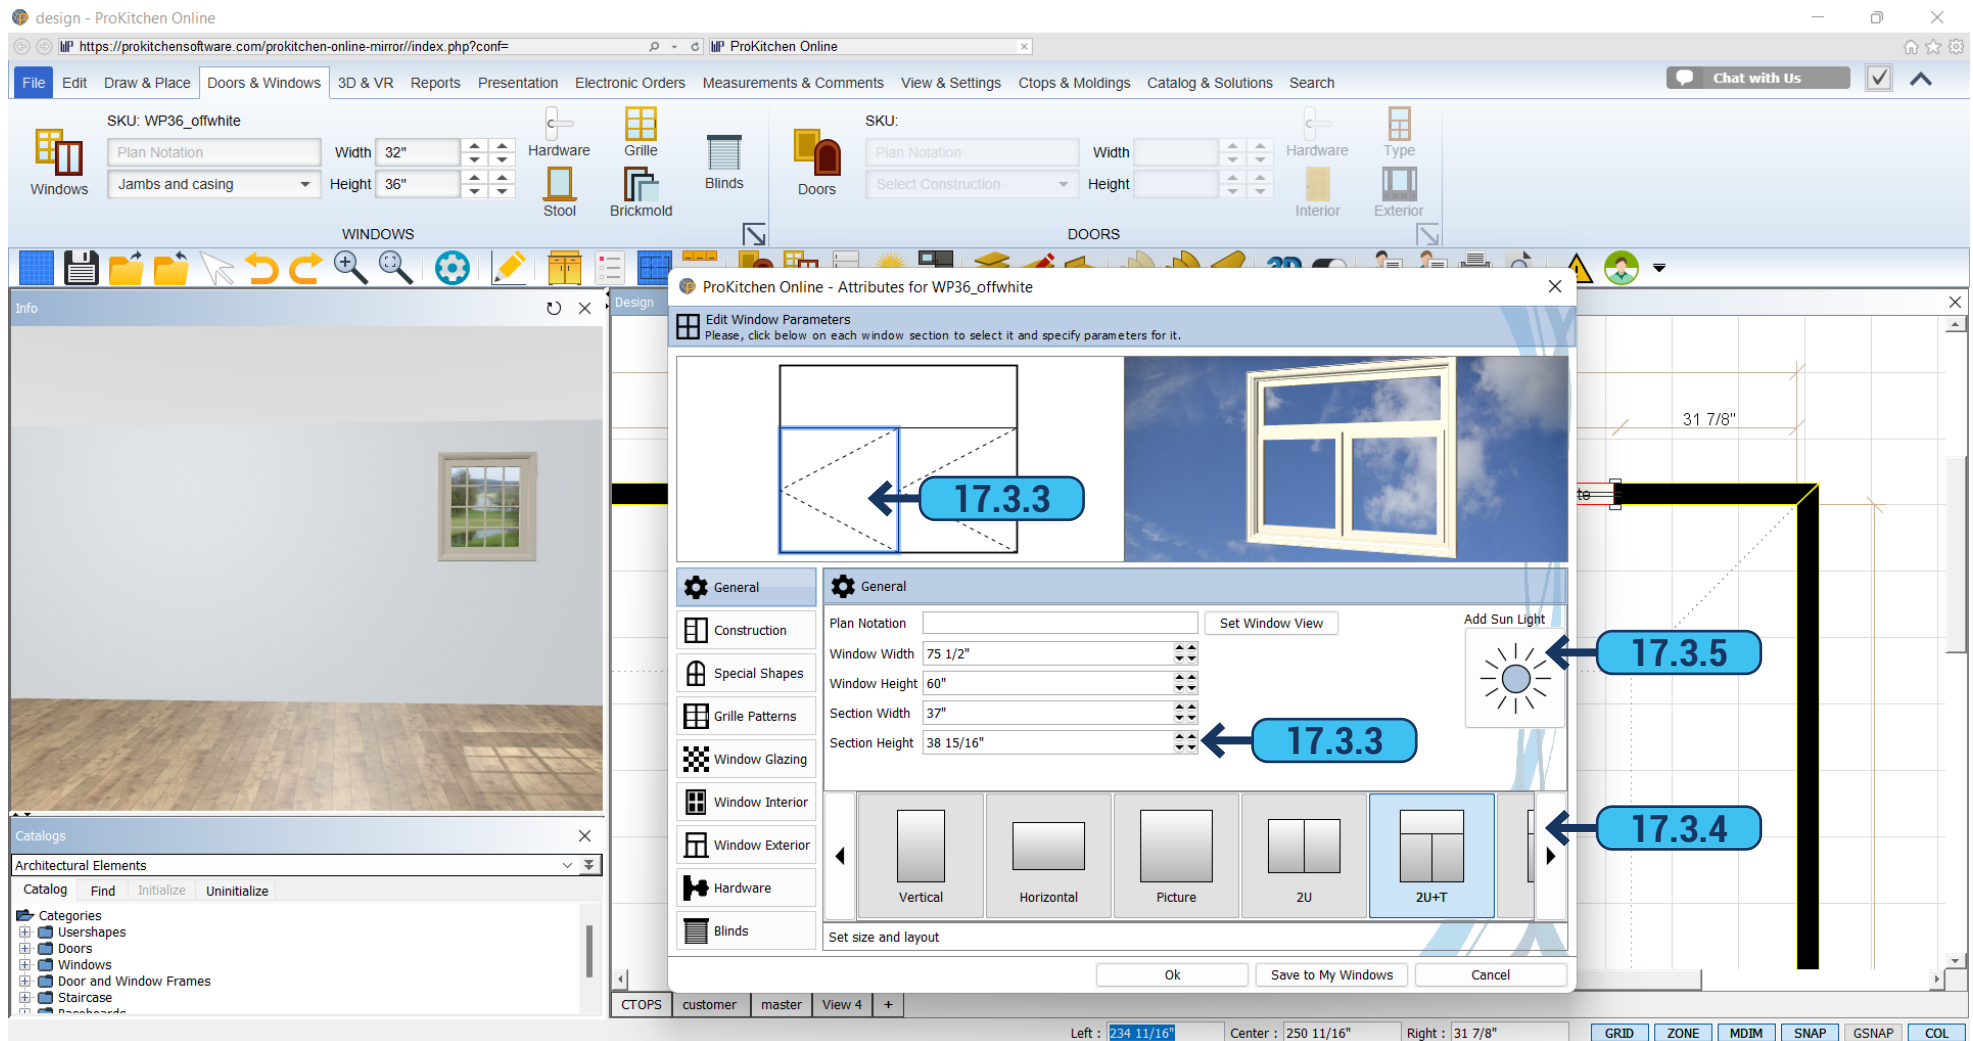 design - ProKitchen Online
https://prokitchensoftware.com/prokitchen-online-mirror//index.php?conf=
ProKitchen Online
File Edit Draw & Place Doors & Windows 3D & VR Reports Presentation Electronic Orders Measurements & Comments View & Settings Ctops & Moldings Catalog & Solutions Search
Chat with Us
SKU: WP36_offwhite
Plan Notation
Width 32"
Jambs and casing
Height 36"
Windows
Hardware
Grille
Stool
Brickmold
Blinds
WINDOWS
Doors
SKU:
Plan Notation
Width
Select Construction
Height
Hardware
Type
Interior
Exterior
DOORS
3D
Info
Design
ProKitchen Online - Attributes for WP36_offwhite
Edit Window Parameters
Please, click below on each window section to select it and specify parameters for it.
17.3.3
31 7/8"
General
Construction
Special Shapes
Grille Patterns
Window Glazing
Window Interior
Window Exterior
Hardware
Blinds
General
Plan Notation
Set Window View
Add Sun Light
Window Width 75 1/2"
Window Height 60"
Section Width 37"
Section Height 38 15/16"
17.3.5
17.3.3
17.3.4
Vertical
Horizontal
Picture
2U
2U+T
Set size and layout
Ok
Save to My Windows
Cancel
Catalogs
Architectural Elements
Catalog Find Initialize Uninitialize
Categories
Usershapes
Doors
Windows
Door and Window Frames
Staircase
Baseboards
CTOPS customer master View 4 +
Left : 234 11/16" Center : 250 11/16" Right : 31 7/8"
GRID ZONE MDIM SNAP GSNAP COL